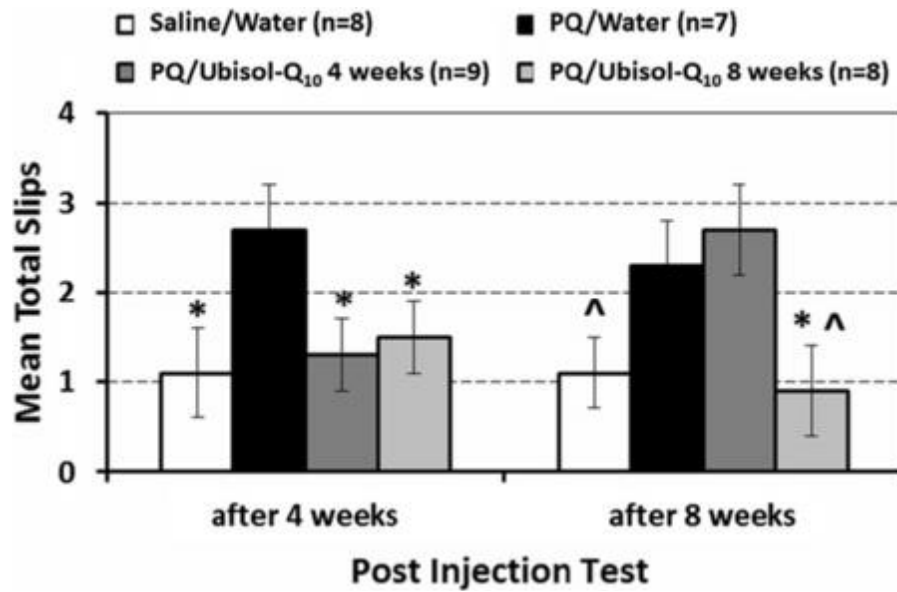 Saline/Water (n=8) PQ/Water (n=7)
PQ/Ubisol-Q₁₀ 4 weeks (n=9) PQ/Ubisol-Q₁₀ 8 weeks (n=8)
4
3
2
1
0
Mean Total Slips
* * * ^ * ^
after 4 weeks after 8 weeks
Post Injection Test